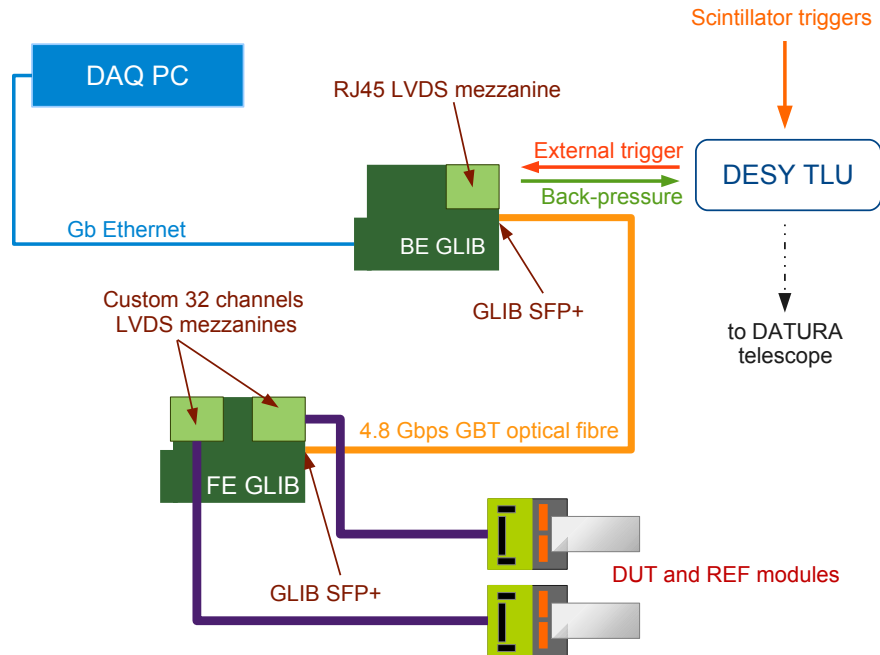 Scintillator triggers
DAQ PC
RJ45 LVDS mezzanine
External trigger
DESY TLU
Back-pressure
Gb Ethernet
BE GLIB
Custom 32 channels
LVDS mezzanines
GLIB SFP+
to DATURA
telescope
4.8 Gbps GBT optical fibre
FE GLIB
DUT and REF modules
GLIB SFP+